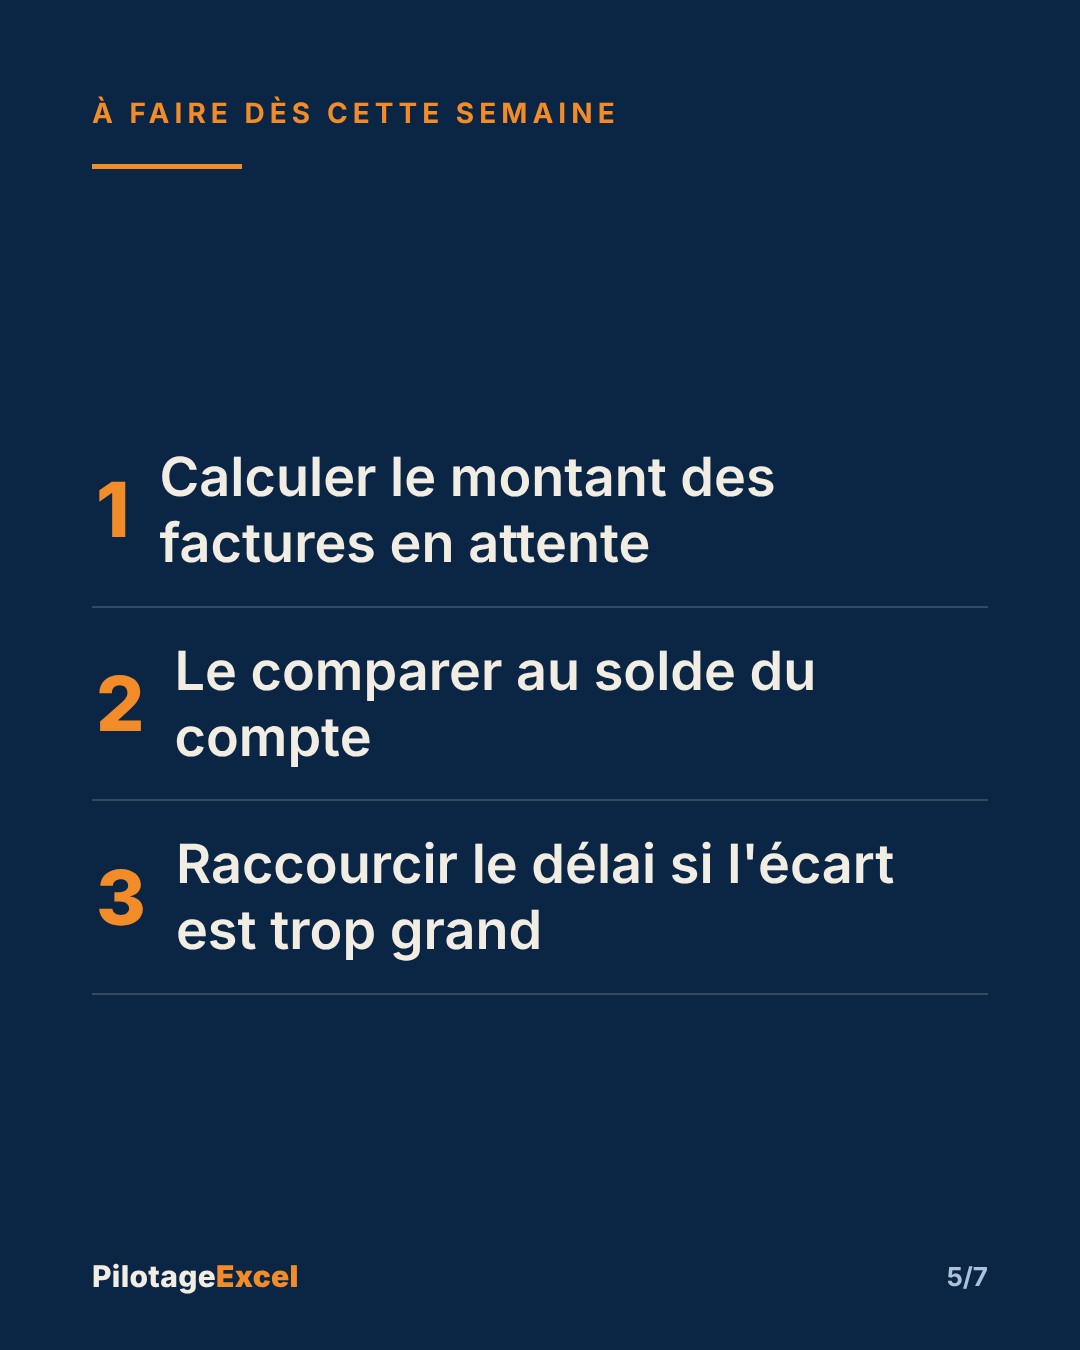 À FAIRE DÈS CETTE SEMAINE
1 Calculer le montant des
factures en attente
2 Le comparer au solde du
compte
3 Raccourcir le délai si l'écart
est trop grand
PilotageExcel
5/7